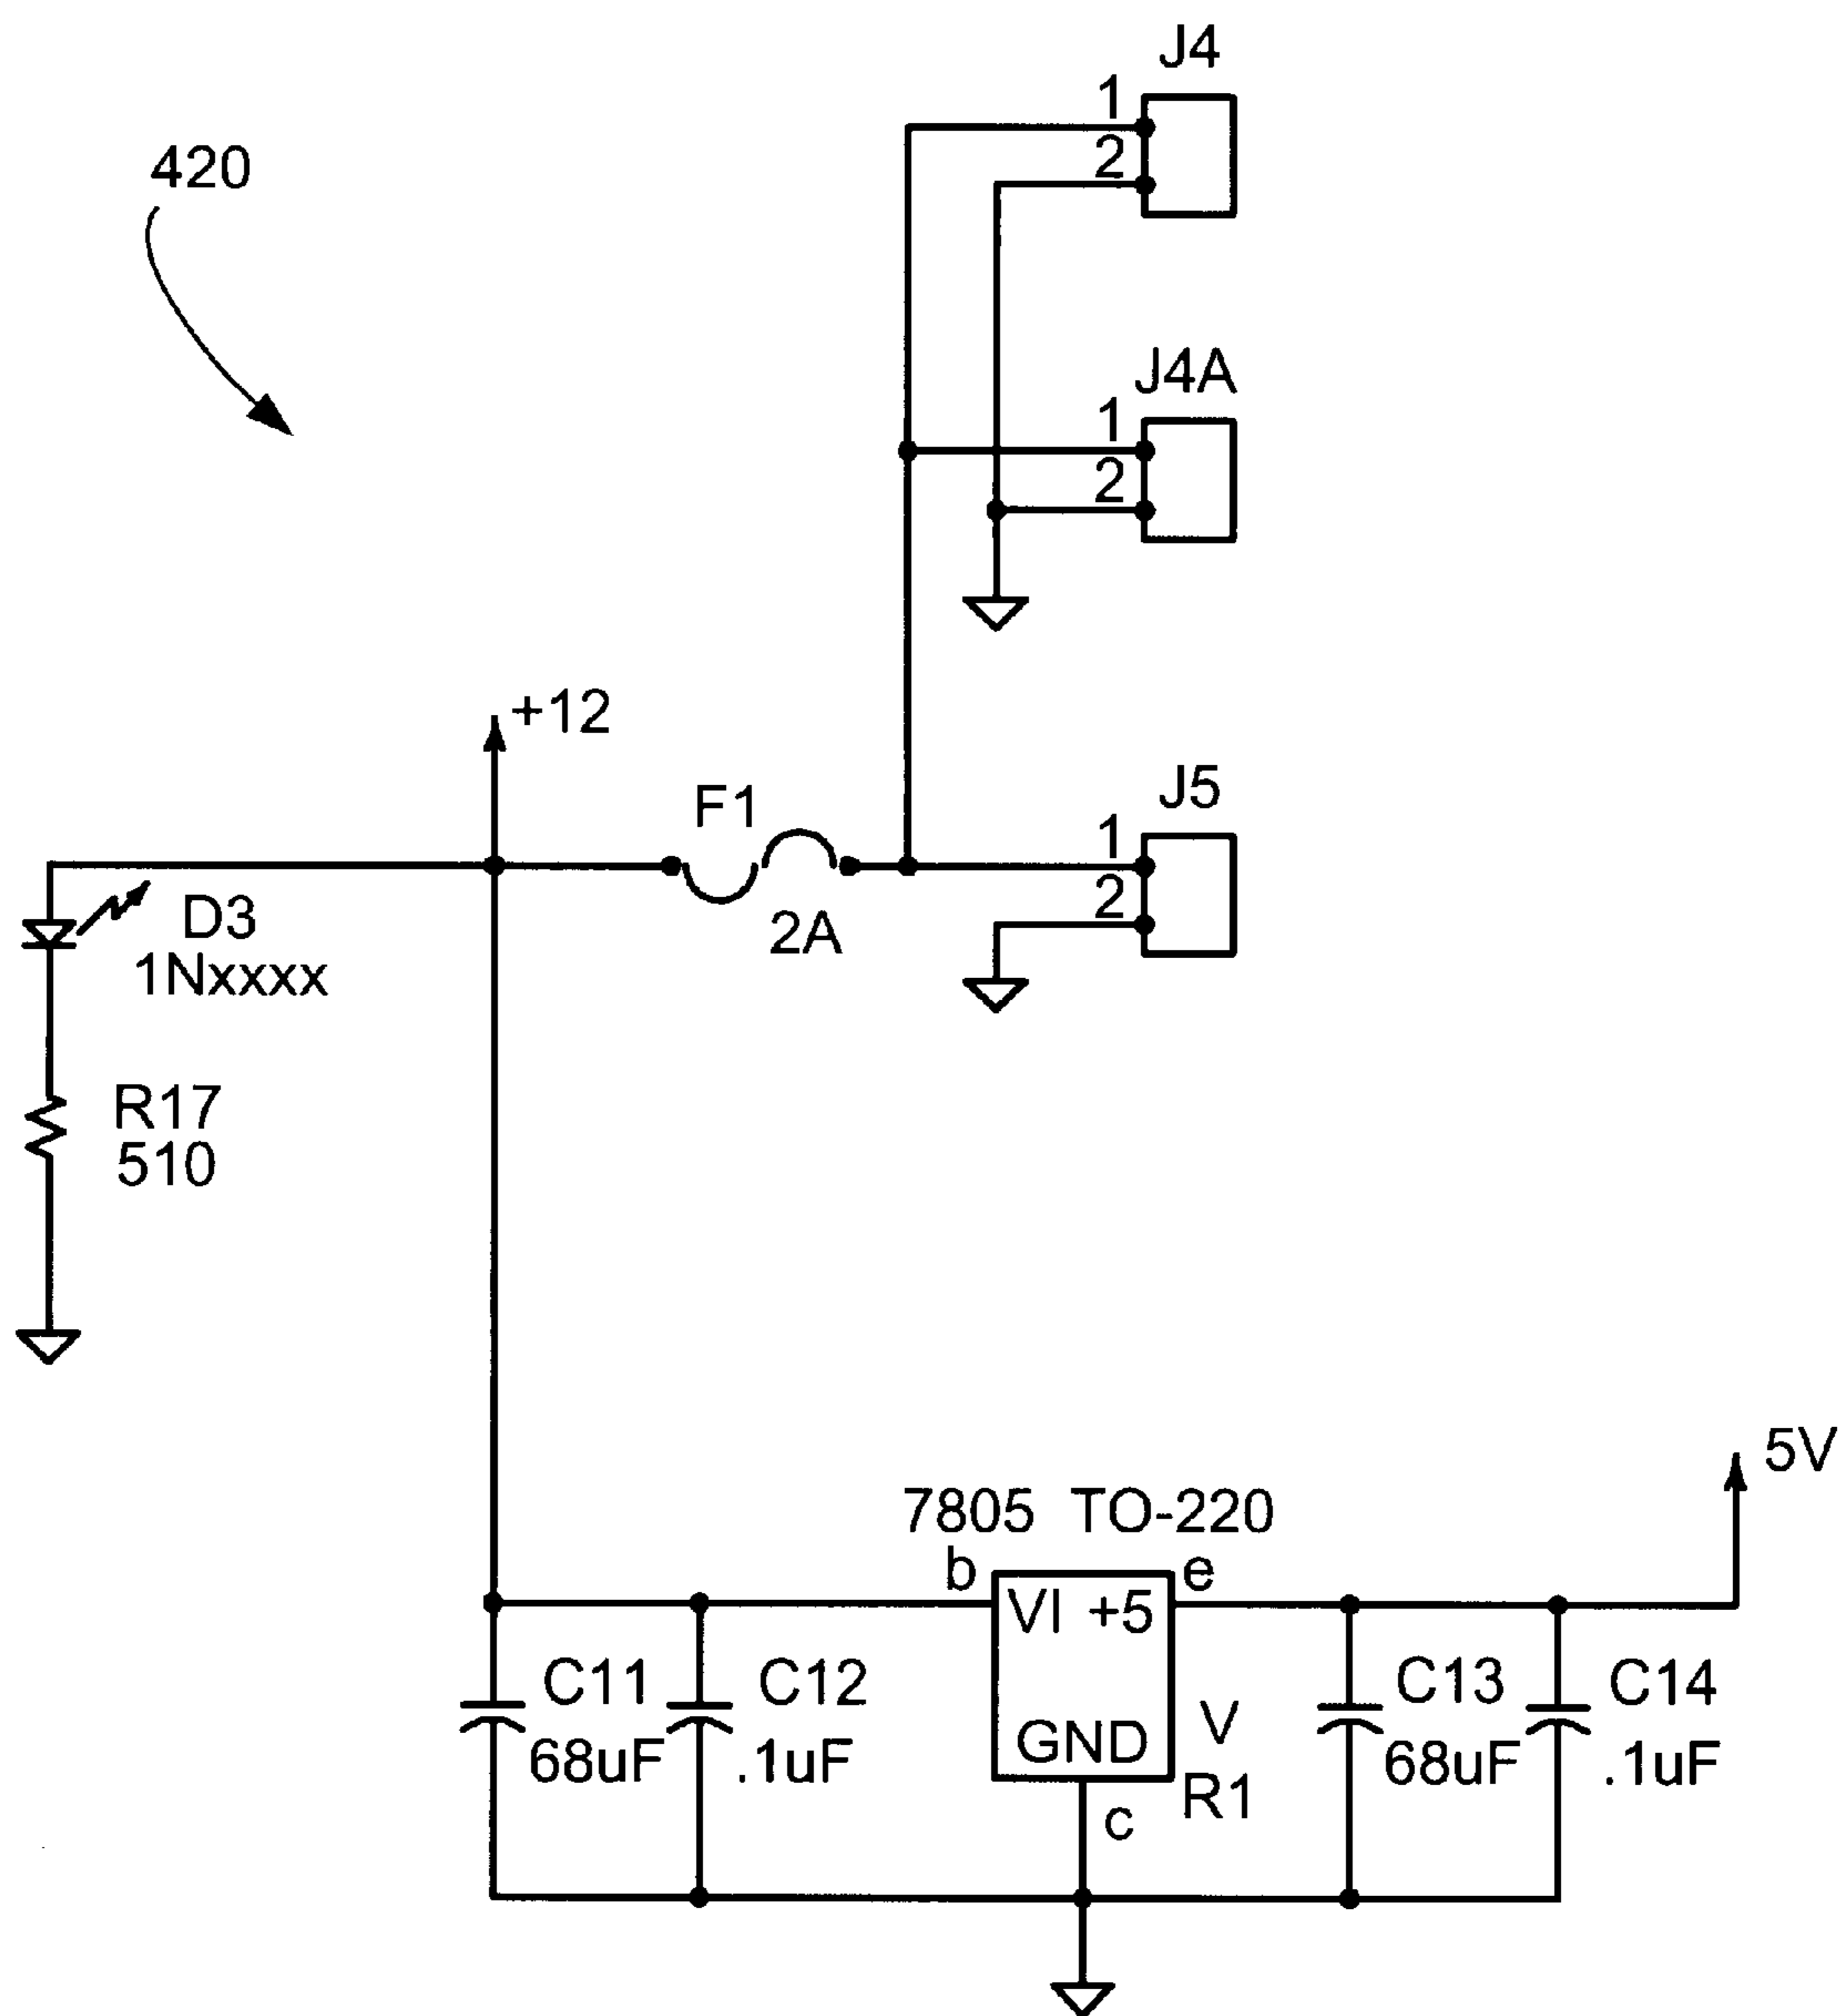 J4
1
2
420
J4A
1
2
+12
F1
2A
J5
1
2
D3
1Nxxxx
R17
510
5V
7805 TO-220
b
e
VI +5
GND
c
V
R1
C11
68uF
C12
.1uF
C13
68uF
C14
.1uF